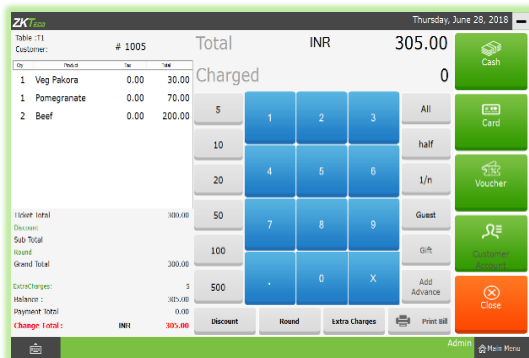 ZKTeco
Thursday, June 28, 2018
Table :T1
Customer:
# 1005
Qty Product Tax Total
1 Veg Pakora 0.00 30.00
1 Pomegranate 0.00 70.00
2 Beef 0.00 200.00
Ticket Total 300.00
Discount
Sub Total
Round
Grand Total 300.00
ExtraCharges: 5
Balance : 305.00
Payment Total 0.00
Change Total : INR 305.00
Total INR 305.00
Charged 0
5 1 2 3 All
10 half
20 4 5 6 1/n
50 7 8 9 Guest
100 Gift
500 . 0 X Add Advance
Discount Round Extra Charges Print Bill
Cash
Card
Voucher
Customer
Account
Close
Admin
Main Menu